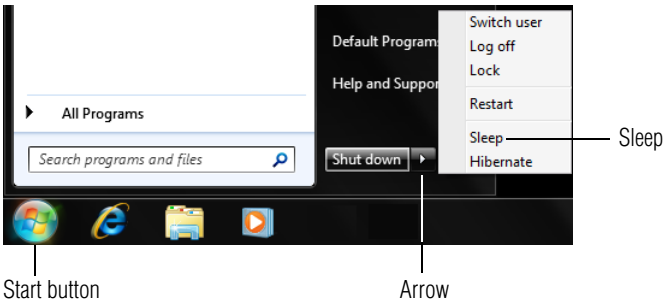 Switch user
Default Program
Log off
Lock
Help and Suppor
Restart
All Programs
Sleep
Sleep
Search programs and files
Shut down
Hibernate
Start button
Arrow